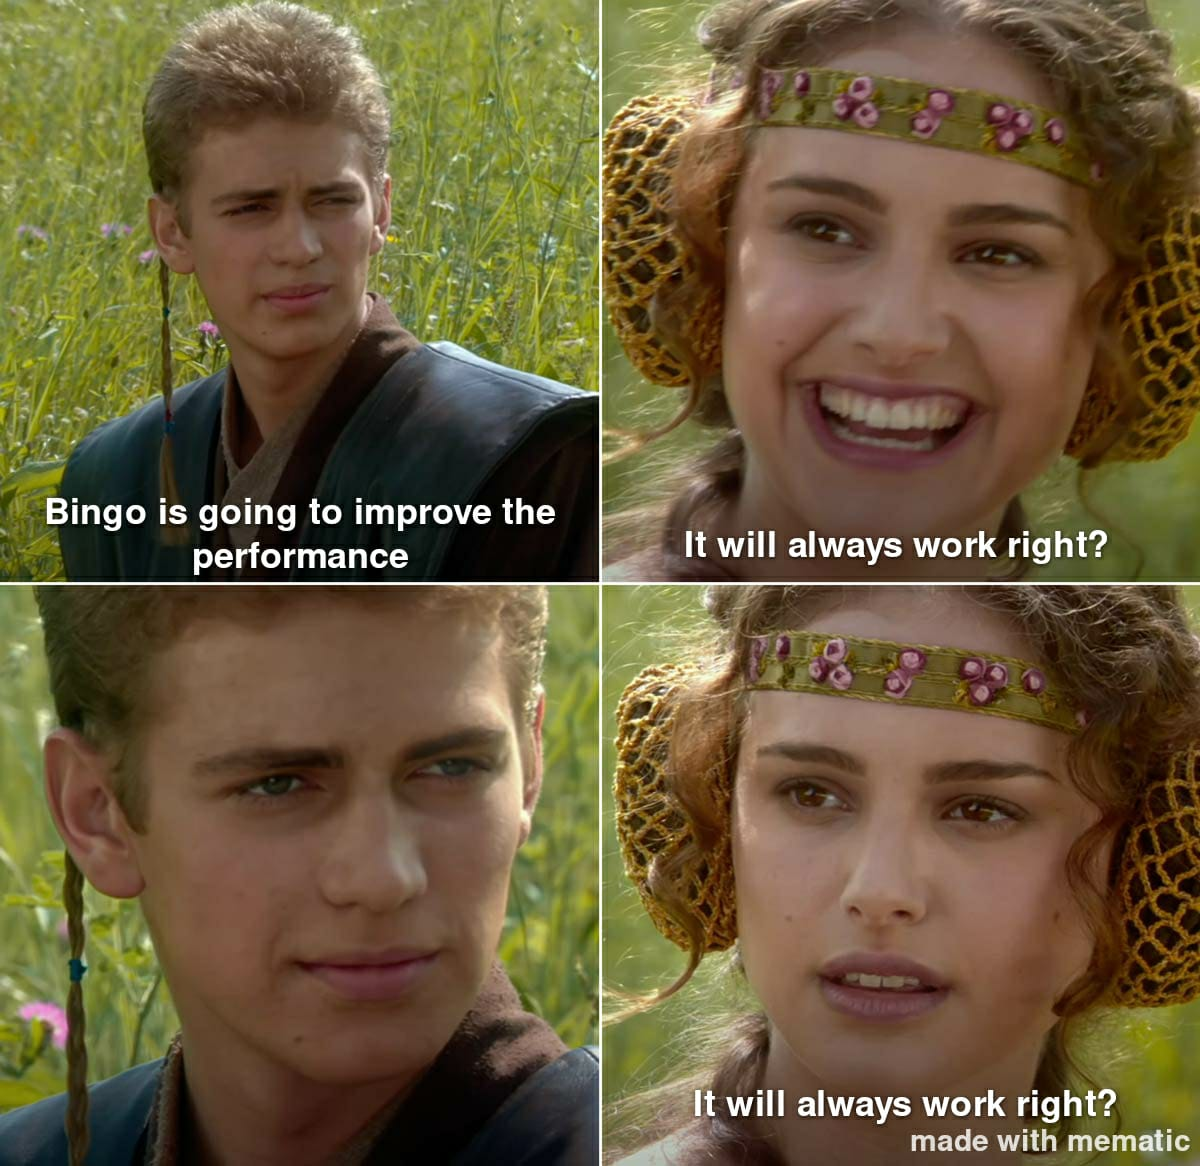 Bingo is going to improve the
performance
It will always work right?
It will always work right?
made with mematic